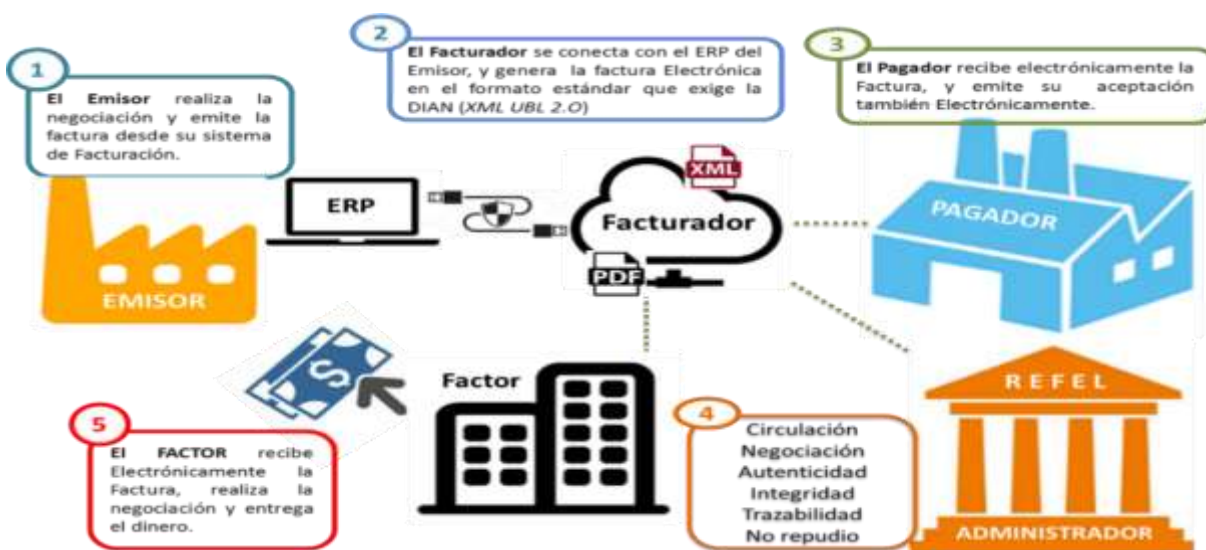 1
El Emisor realiza la
negociación y emite la
factura desde su sistema
de Facturación.
2
El Facturador se conecta con el ERP del
Emisor, y genera la factura Electrónica
en el formato estándar que exige la
DIAN (XML UBL 2.0)
3
El Pagador recibe electrónicamente la
Factura, y emite su aceptación
también Electrónicamente.
EMISOR
ERP
XML
Facturador
PDF
PAGADOR
$
Factor
5
El FACTOR recibe
Electrónicamente la
Factura, realiza la
negociación y entrega
el dinero.
4
Circulación
Negociación
Autenticidad
Integridad
Trazabilidad
No repudio
REFEL
ADMINISTRADOR